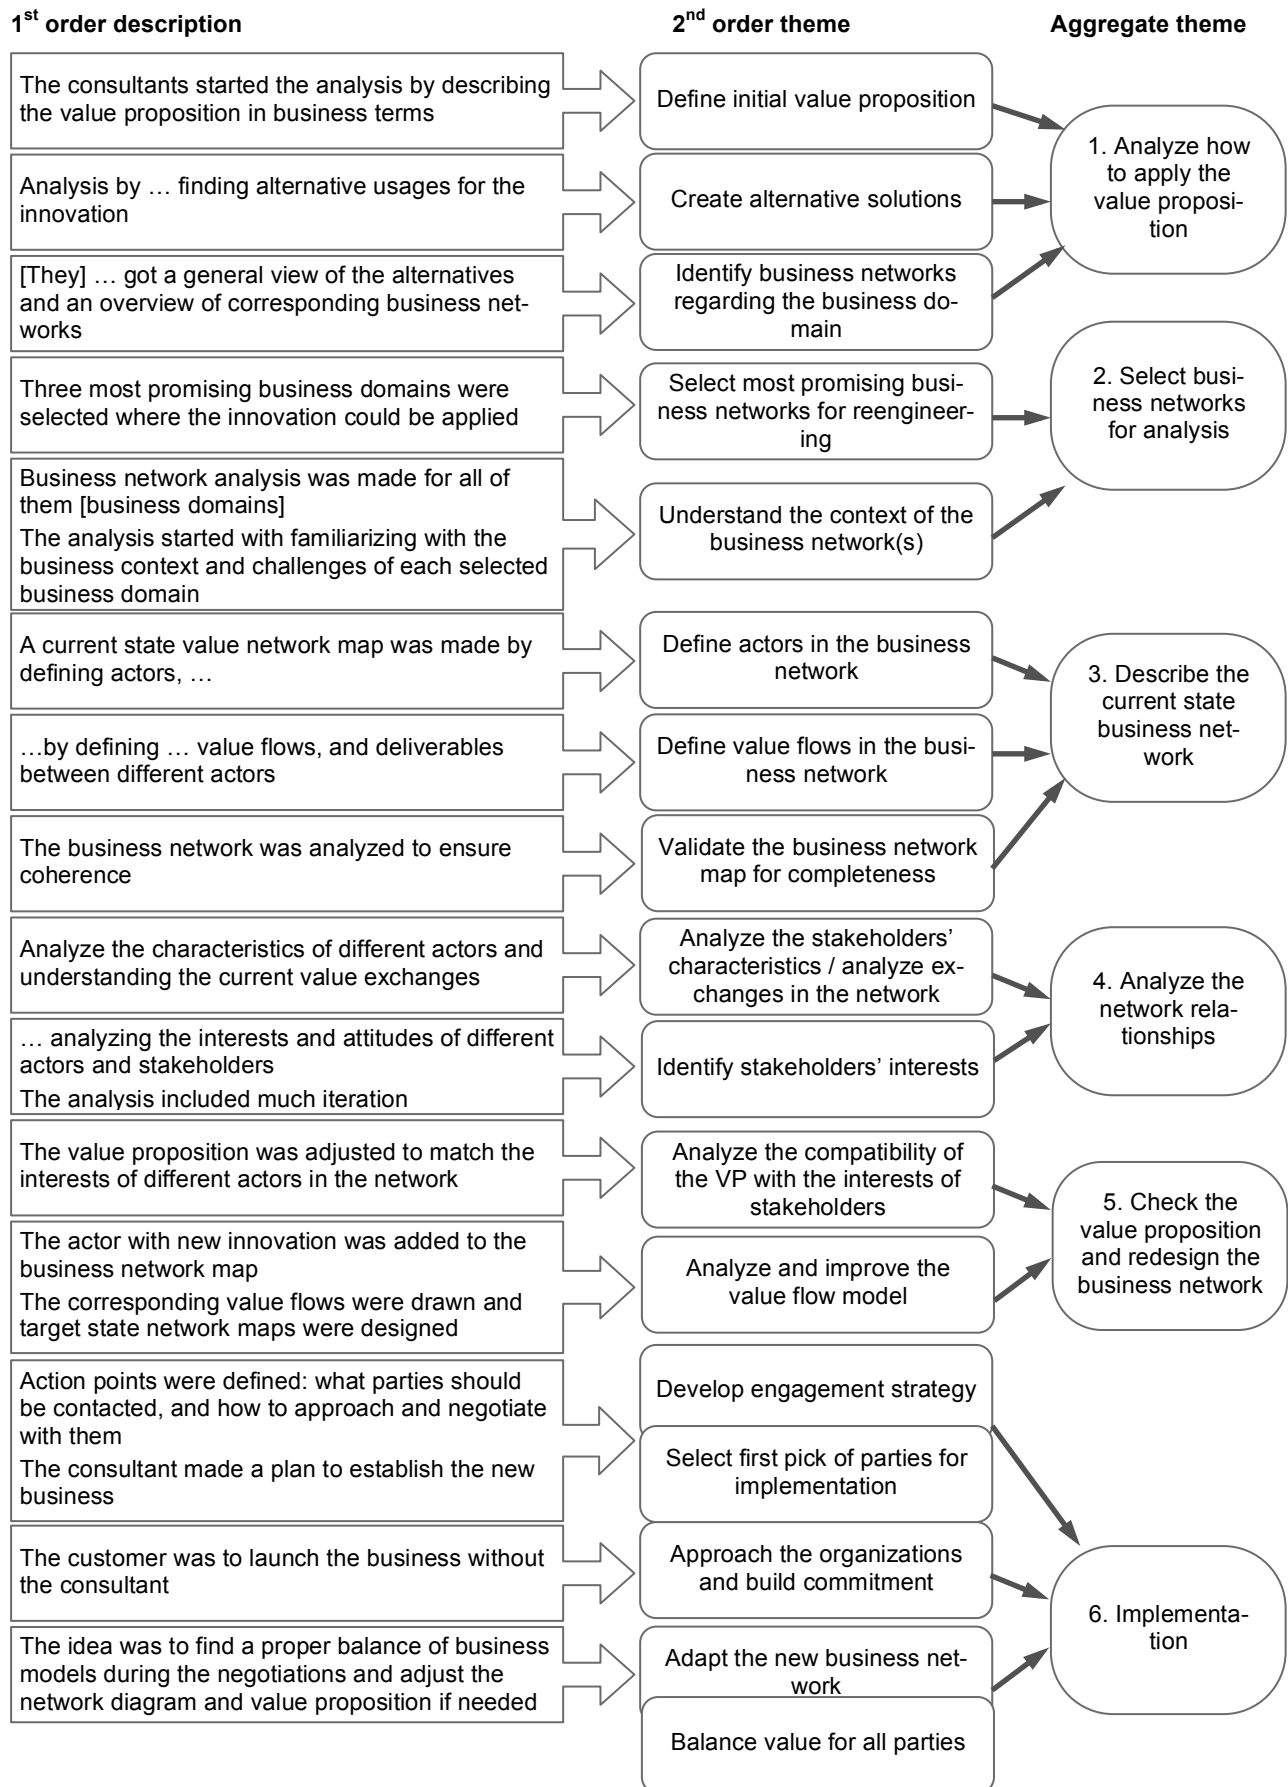 1st order description
2nd order theme
Aggregate theme
The consultants started the analysis by describing
the value proposition in business terms
Define initial value proposition
1. Analyze how
to apply the
value proposi-
tion
Analysis by … finding alternative usages for the
innovation
Create alternative solutions
[They] … got a general view of the alternatives
and an overview of corresponding business net-
works
Identify business networks
regarding the business do-
main
Three most promising business domains were
selected where the innovation could be applied
Select most promising busi-
ness networks for reengineer-
ing
2. Select busi-
ness networks
for analysis
Business network analysis was made for all of
them [business domains]
The analysis started with familiarizing with the
business context and challenges of each selected
business domain
Understand the context of the
business network(s)
A current state value network map was made by
defining actors, …
Define actors in the business
network
3. Describe the
current state
business net-
work
…by defining … value flows, and deliverables
between different actors
Define value flows in the busi-
ness network
The business network was analyzed to ensure
coherence
Validate the business network
map for completeness
Analyze the characteristics of different actors and
understanding the current value exchanges
Analyze the stakeholders’
characteristics / analyze ex-
changes in the network
4. Analyze the
network rela-
tionships
… analyzing the interests and attitudes of different
actors and stakeholders
The analysis included much iteration
Identify stakeholders’ interests
The value proposition was adjusted to match the
interests of different actors in the network
Analyze the compatibility of
the VP with the interests of
stakeholders
5. Check the
value proposition
and redesign the
business network
The actor with new innovation was added to the
business network map
The corresponding value flows were drawn and
target state network maps were designed
Analyze and improve the
value flow model
Action points were defined: what parties should
be contacted, and how to approach and negotiate
with them
The consultant made a plan to establish the new
business
Develop engagement strategy
Select first pick of parties for
implementation
The customer was to launch the business without
the consultant
Approach the organizations
and build commitment
6. Implementa-
tion
The idea was to find a proper balance of business
models during the negotiations and adjust the
network diagram and value proposition if needed
Adapt the new business net-
work
Balance value for all parties